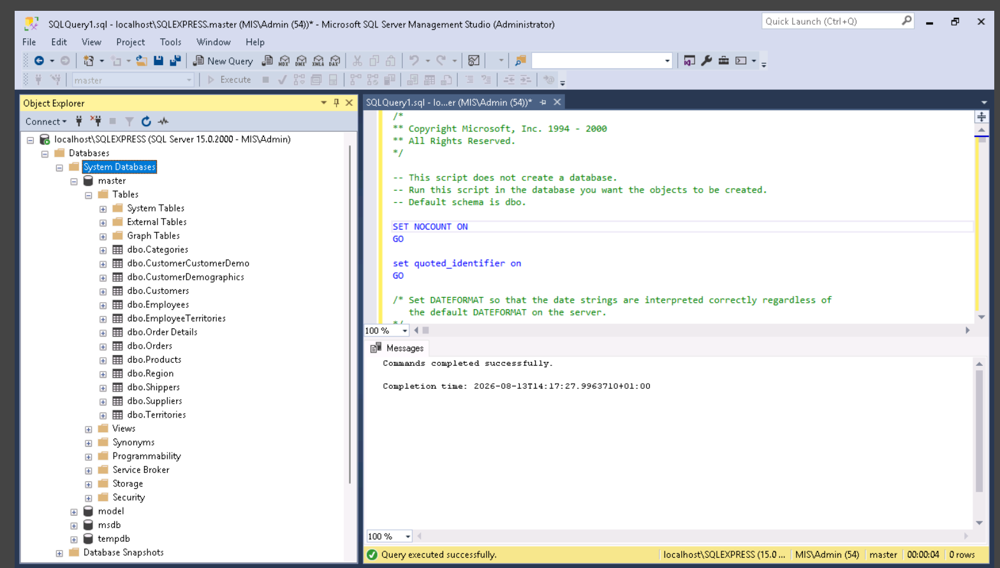 SQLQuery1.sql - localhost\SQLEXPRESS.master (MIS\Admin (54))* - Microsoft SQL Server Management Studio (Administrator)
Quick Launch (Ctrl+Q)
File Edit View Project Tools Window Help
New Query MDX DMX XMLA DAX
master Execute
Object Explorer
Connect
localhost\SQLEXPRESS (SQL Server 15.0.2000 - MIS\Admin)
Databases
System Databases
master
Tables
System Tables
External Tables
Graph Tables
dbo.Categories
dbo.CustomerCustomerDemo
dbo.CustomerDemographics
dbo.Customers
dbo.Employees
dbo.EmployeeTerritories
dbo.Order Details
dbo.Orders
dbo.Products
dbo.Region
dbo.Shippers
dbo.Suppliers
dbo.Territories
Views
Synonyms
Programmability
Service Broker
Storage
Security
model
msdb
tempdb
Database Snapshots
SQLQuery1.sql - lo...er (MIS\Admin (54))*
/*
** Copyright Microsoft, Inc. 1994 - 2000
** All Rights Reserved.
*/
-- This script does not create a database.
-- Run this script in the database you want the objects to be created.
-- Default schema is dbo.
SET NOCOUNT ON
GO
set quoted_identifier on
GO
/* Set DATEFORMAT so that the date strings are interpreted correctly regardless of
the default DATEFORMAT on the server.
*/
100 %
Messages
Commands completed successfully.
Completion time: 2026-08-13T14:17:27.9963710+01:00
100 %
Query executed successfully.
localhost\SQLEXPRESS (15.0 ... MIS\Admin (54) master 00:00:04 0 rows